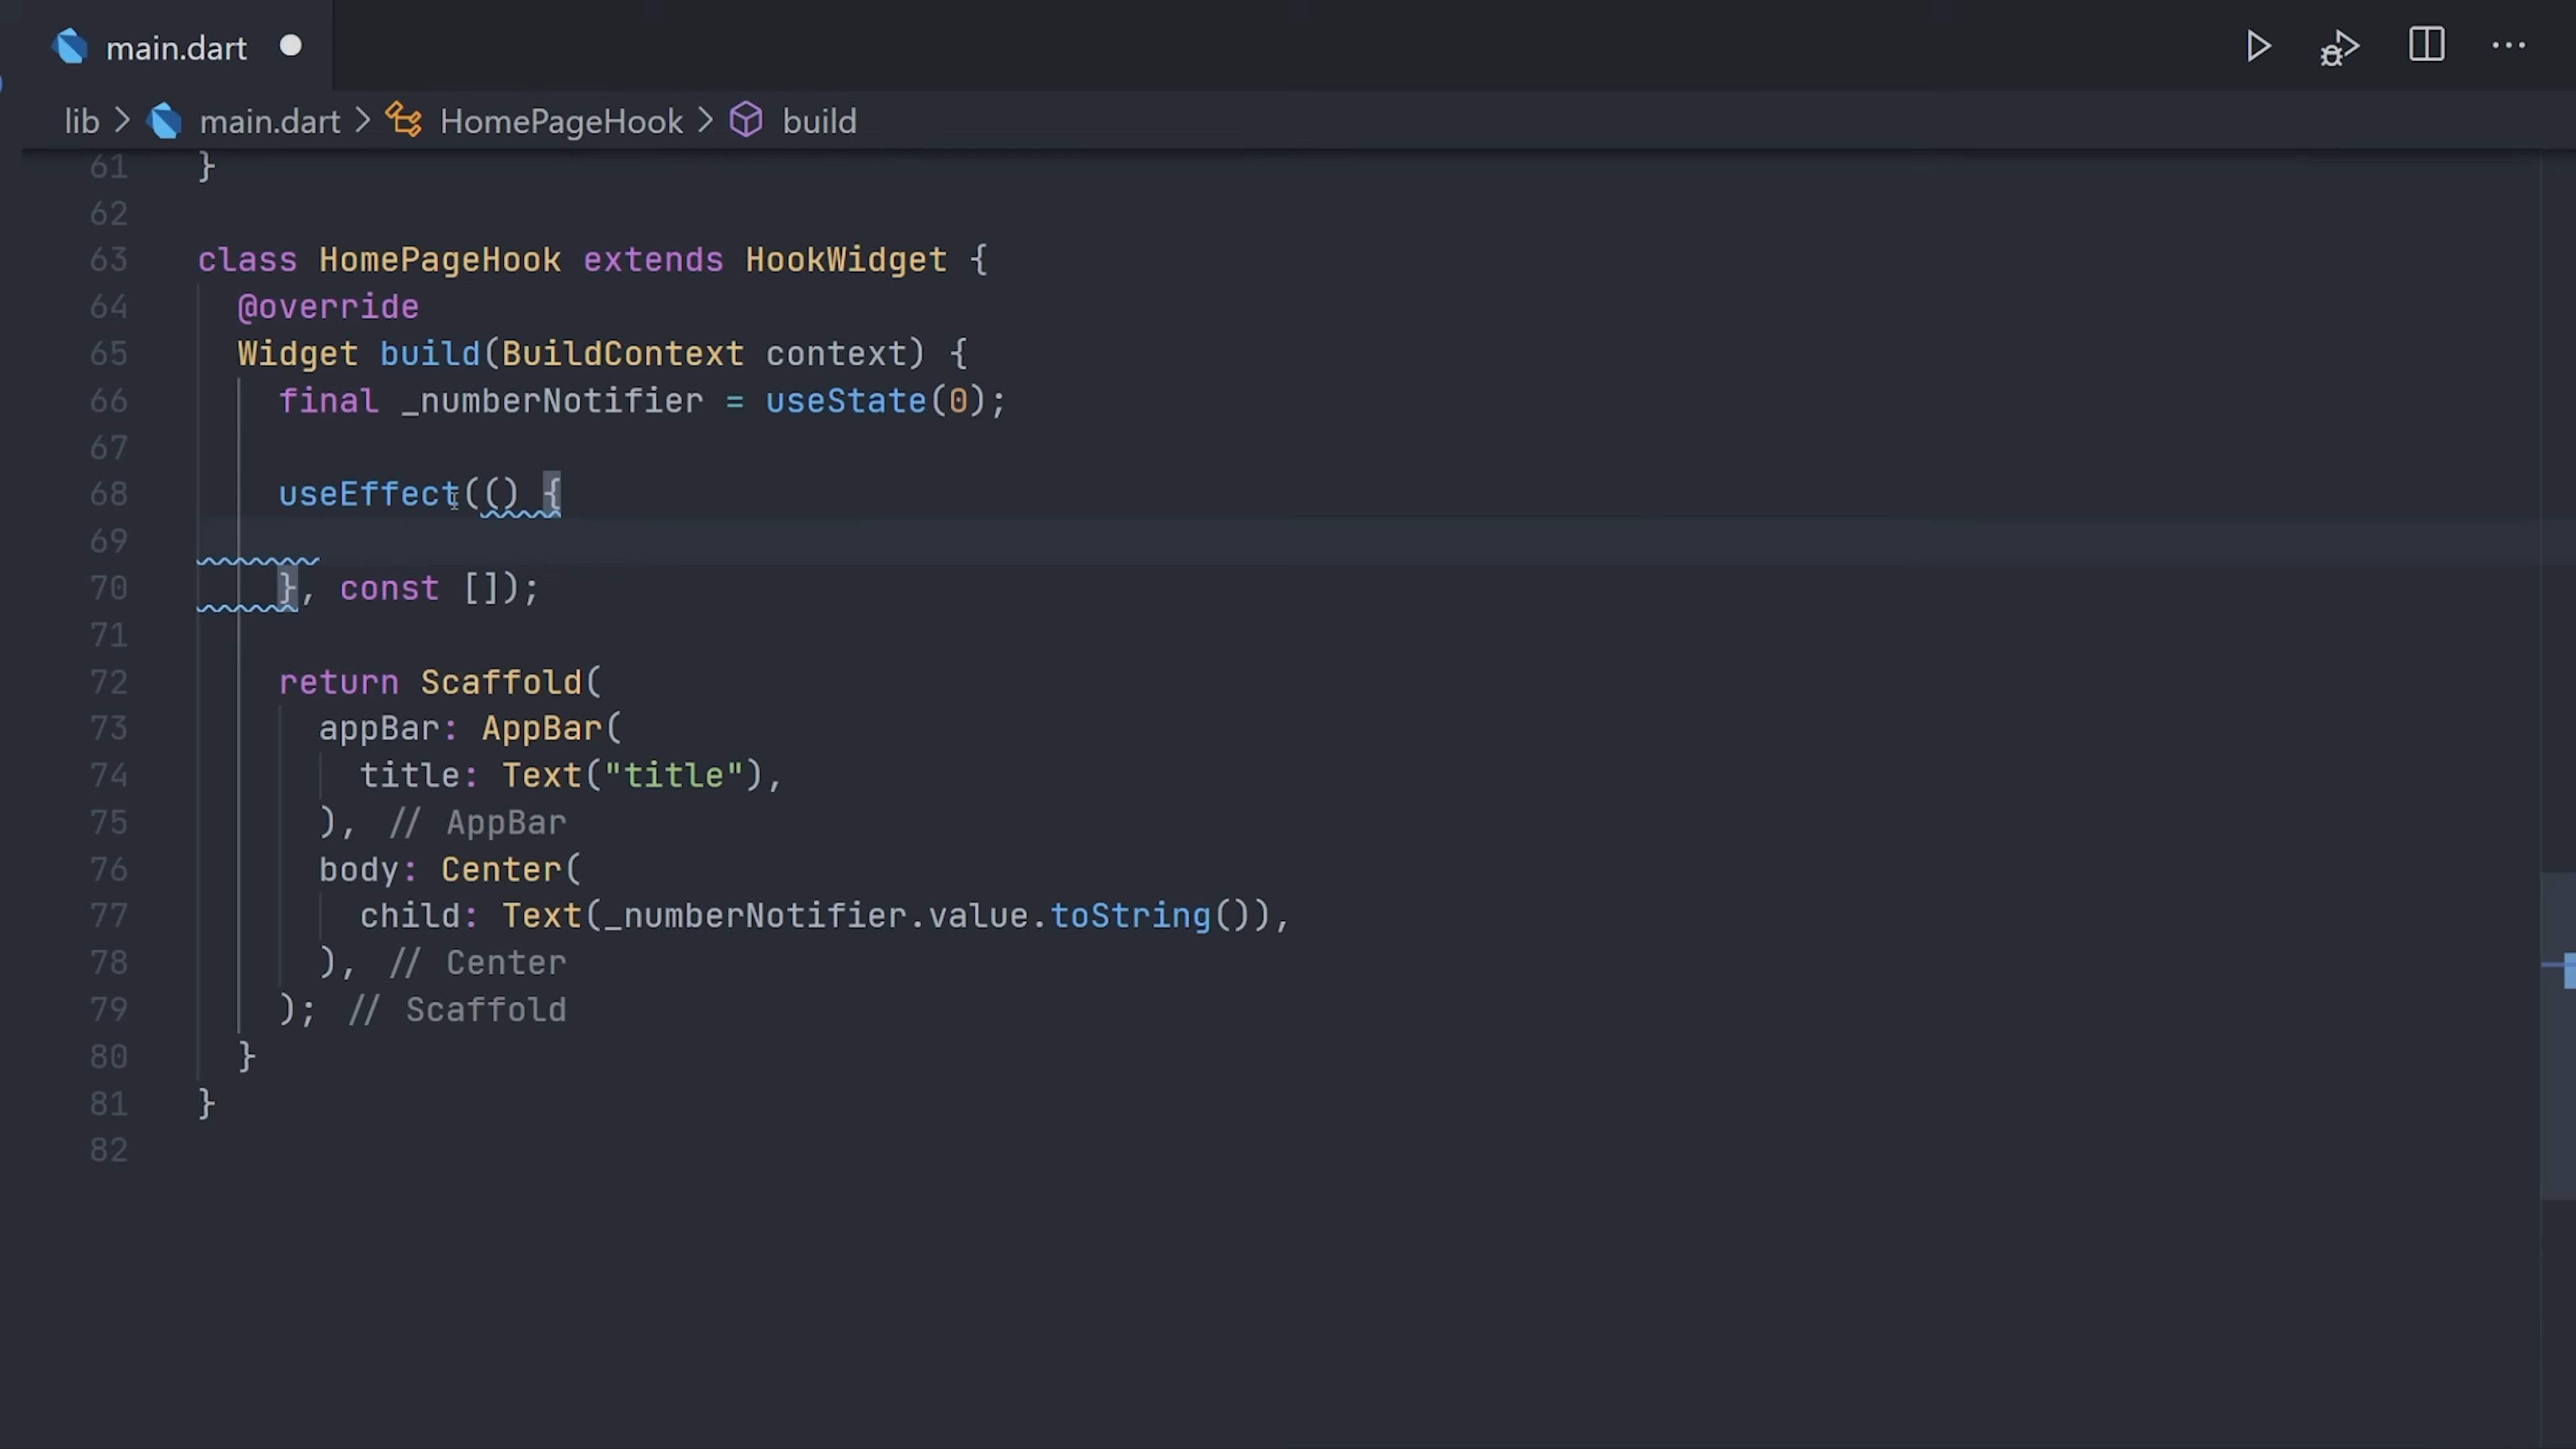 main.dart
lib > main.dart > HomePageHook > build
61 }
62
63 class HomePageHook extends HookWidget {
64 @override
65 Widget build(BuildContext context) {
66 final _numberNotifier = useState(0);
67
68 useEffect(() {
69
70 }, const []);
71
72 return Scaffold(
73 appBar: AppBar(
74 title: Text("title"),
75 ), // AppBar
76 body: Center(
77 child: Text(_numberNotifier.value.toString()),
78 ), // Center
79 ); // Scaffold
80 }
81 }
82